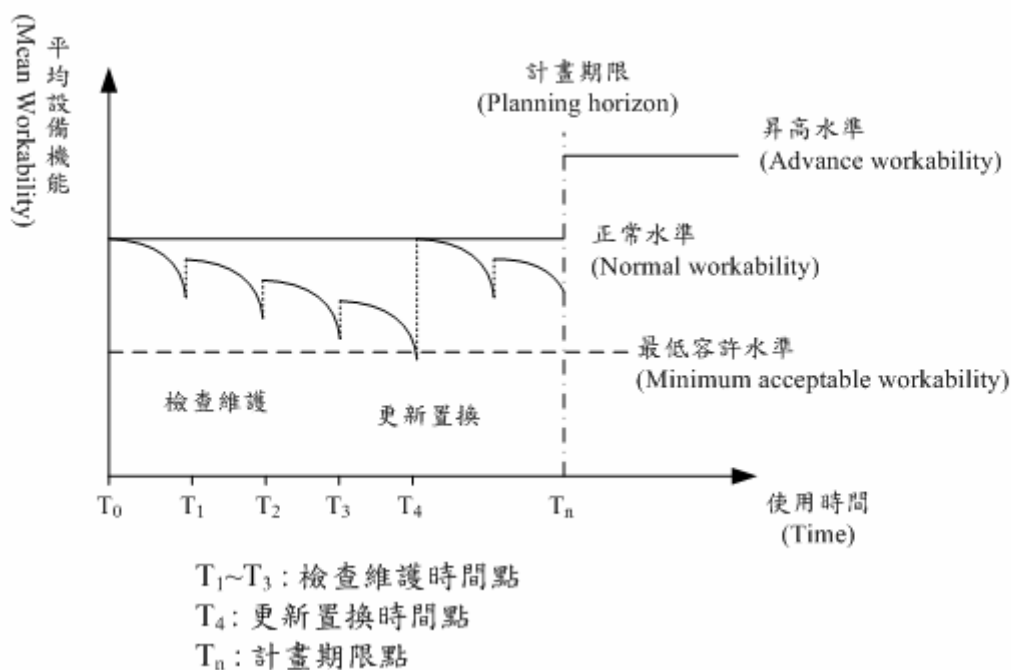 平均設備機能
(Mean Workability)
計畫期限
(Planning horizon)
昇高水準
(Advance workability)
正常水準
(Normal workability)
最低容許水準
(Minimum acceptable workability)
檢查維護
更新置換
T₀ T₁ T₂ T₃ T₄ Tₙ
使用時間
(Time)
T₁~T₃ : 檢查維護時間點
T₄ : 更新置換時間點
Tₙ : 計畫期限點